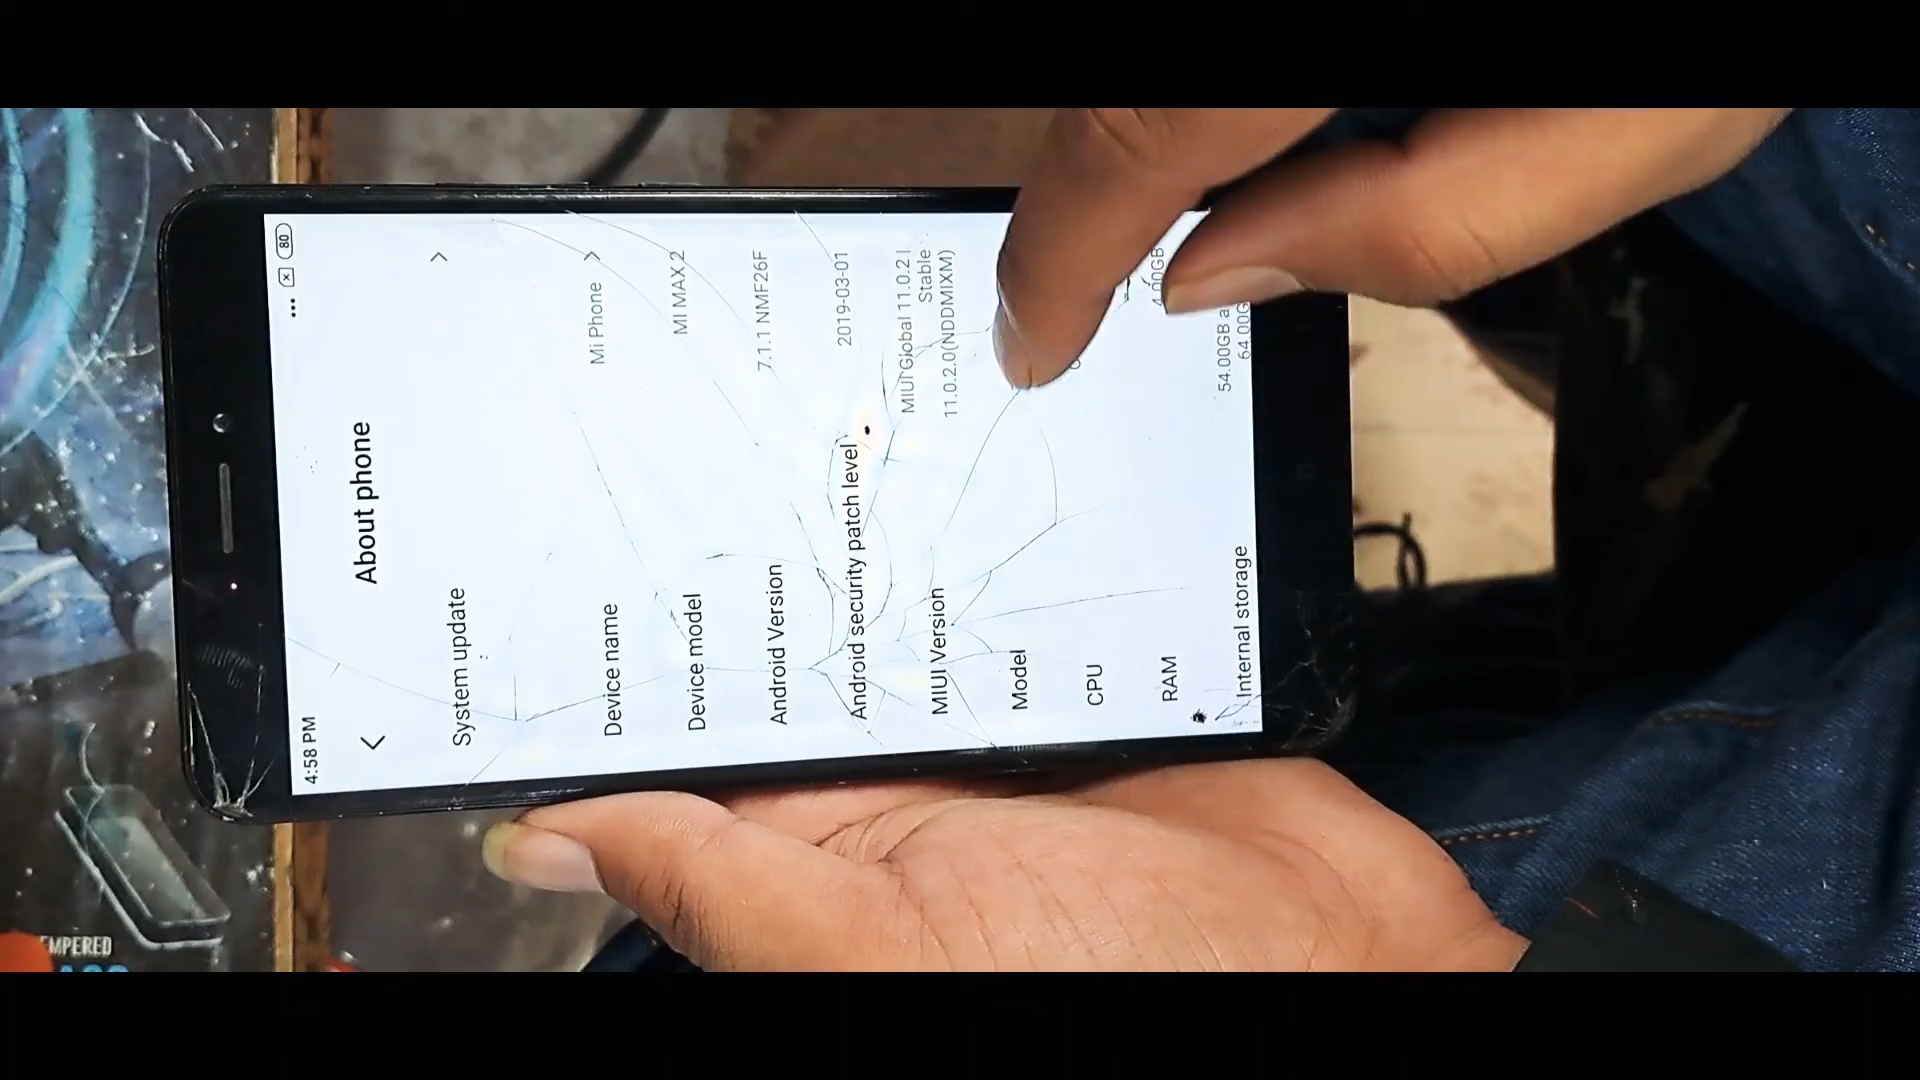 4:58 PM
... 80
About phone
System update
Device name Mi Phone
Device model MI MAX 2
Android Version 7.1.1 NMF26F
Android security patch level 2019-03-01
MIUI Version MIUI Global 11.0.2 |
Stable
11.0.2.0(NDDMIXM)
Model
CPU
RAM 4.00GB
Internal storage 54.00GB
64.00G
EMPERED